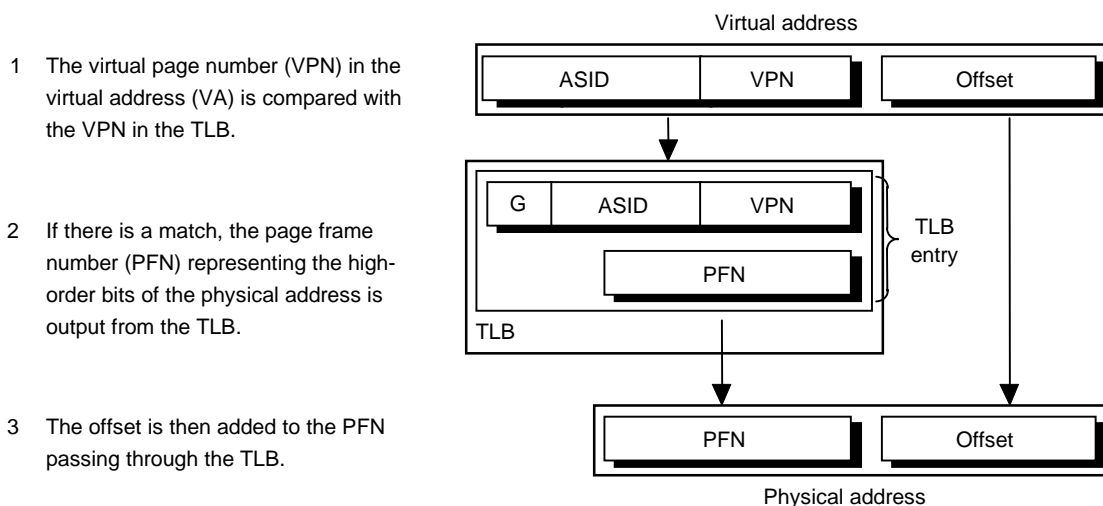 Virtual address
1 The virtual page number (VPN) in the
virtual address (VA) is compared with
the VPN in the TLB.
ASID VPN Offset
G ASID VPN
TLB
entry
2 If there is a match, the page frame
number (PFN) representing the high-
order bits of the physical address is
output from the TLB.
PFN
TLB
3 The offset is then added to the PFN
passing through the TLB.
PFN Offset
Physical address